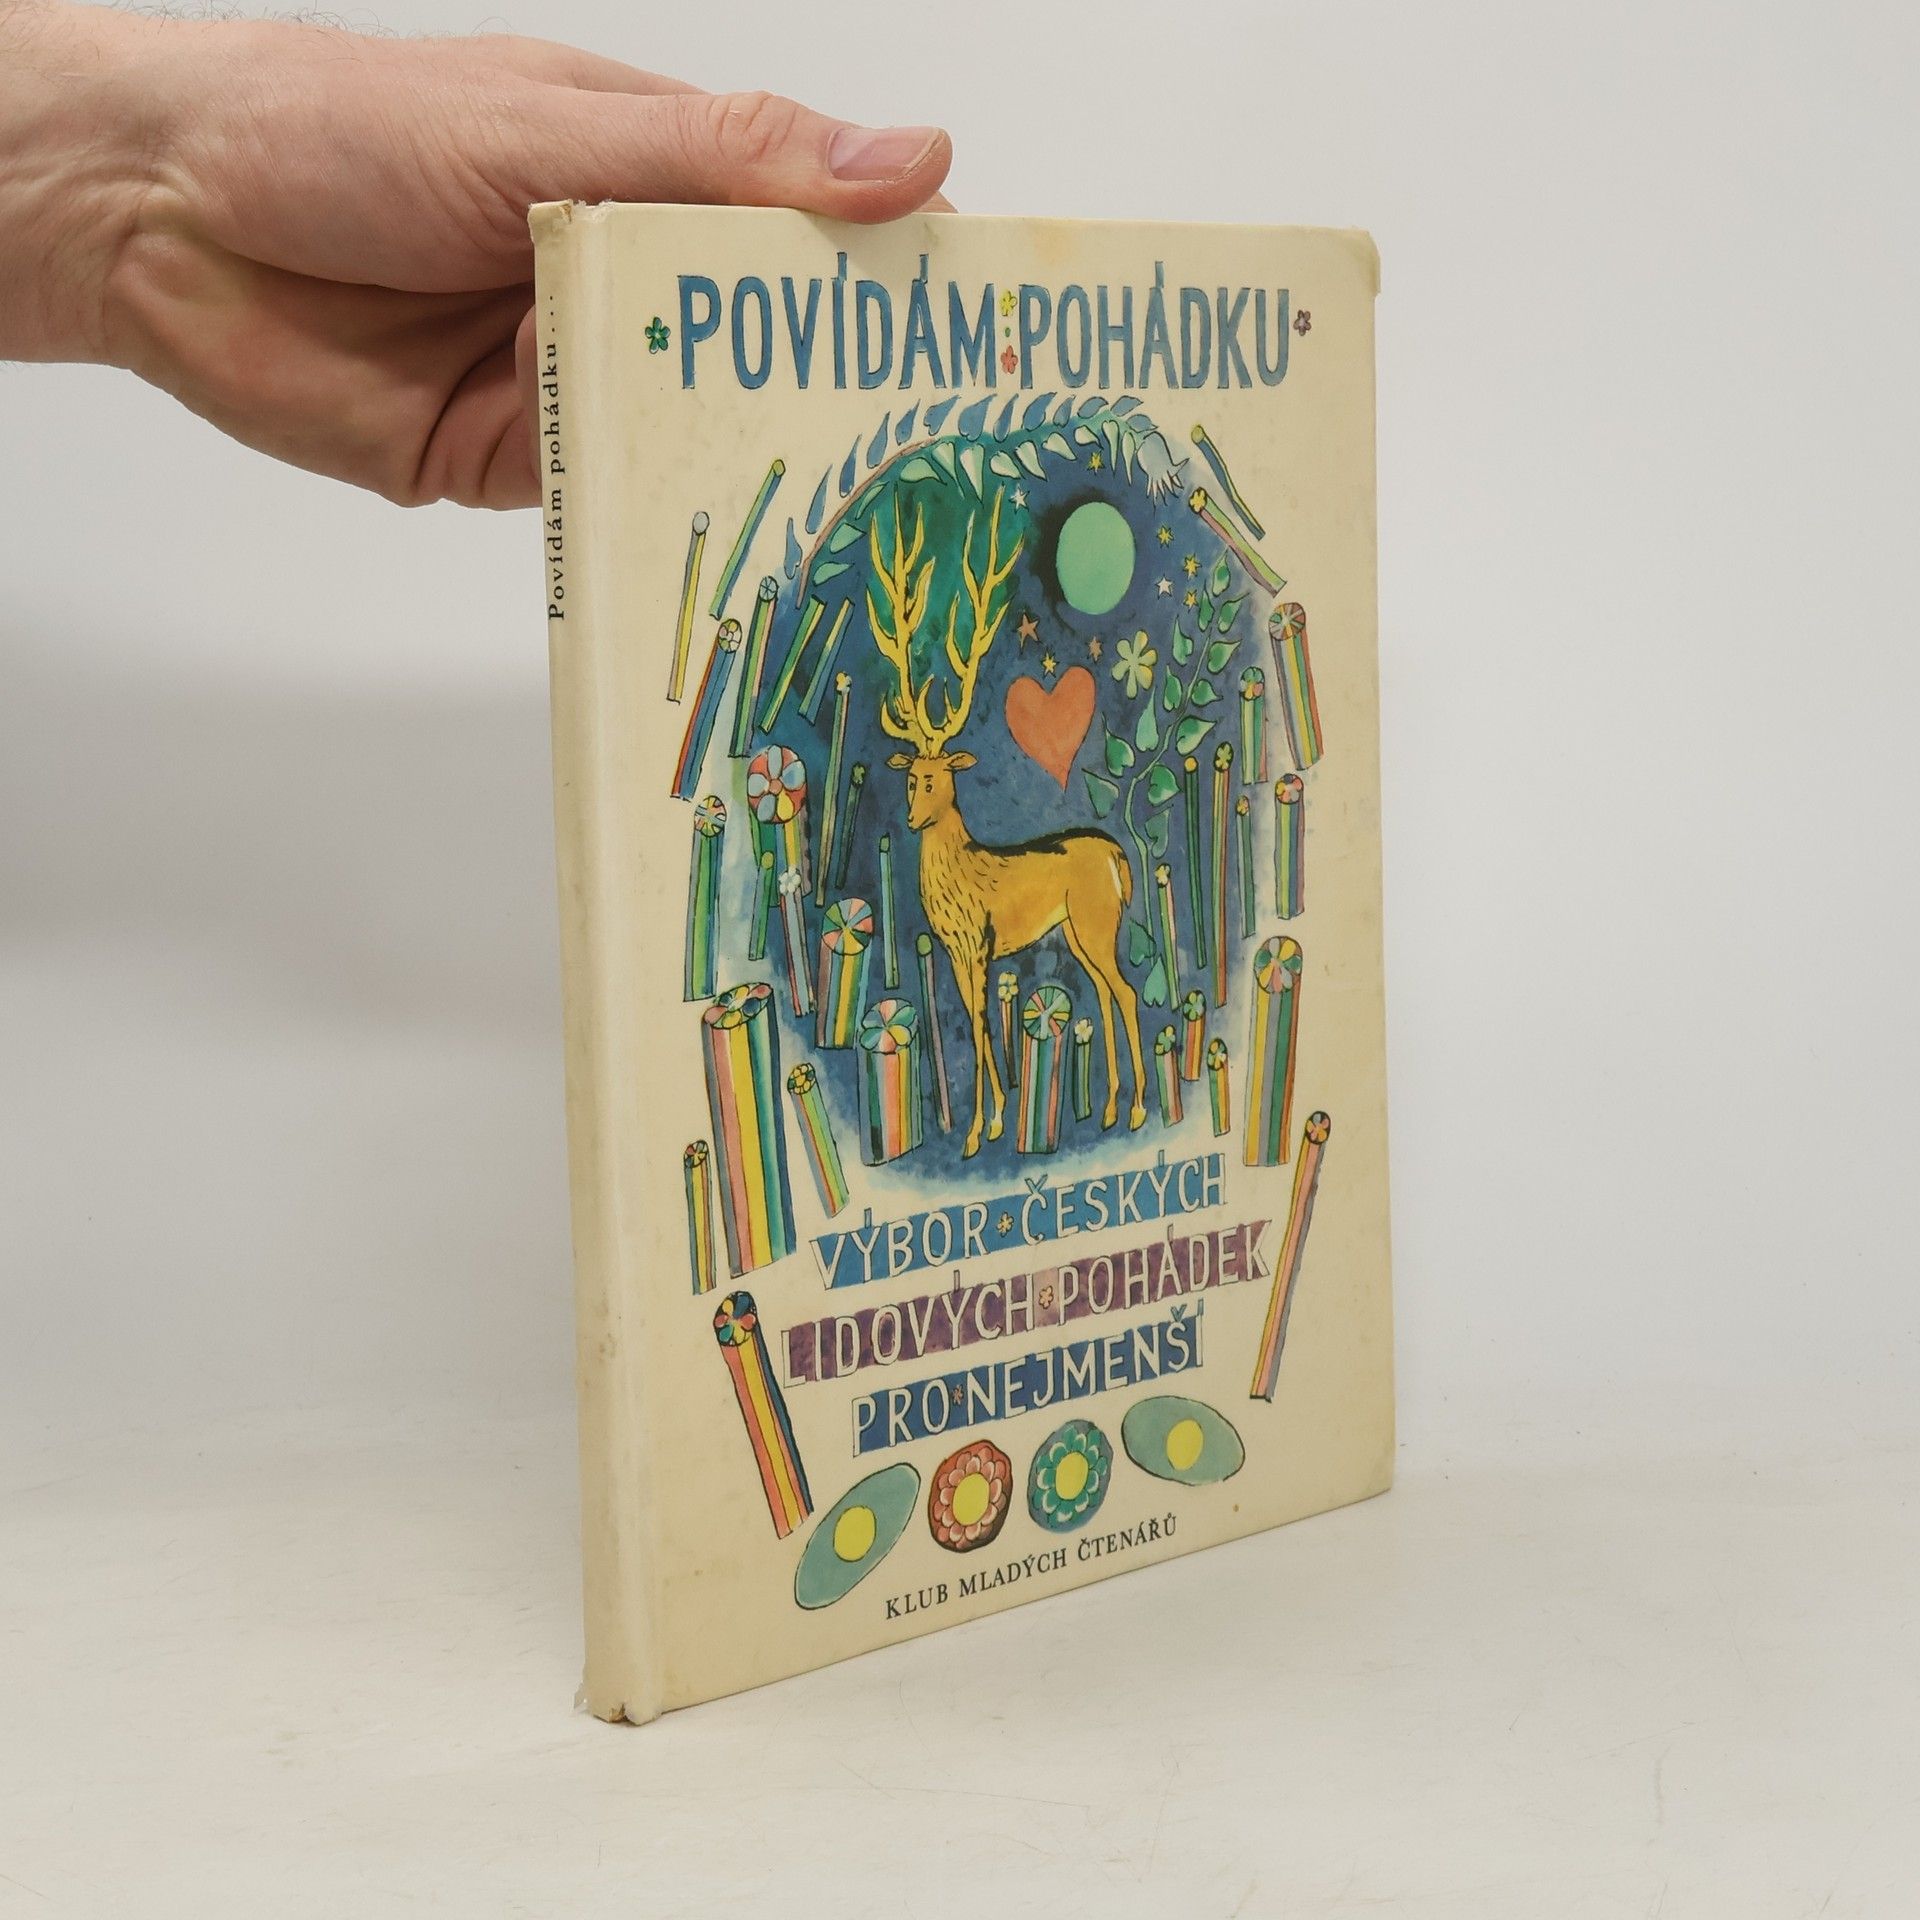 Povídám pohádku...
POVÍDÁM POHÁDKU
VÝBOR ČESKÝCH
LIDOVÝCH POHÁDEK
PRO NEJMENŠÍ
KLUB MLADÝCH ČTENÁŘŮ